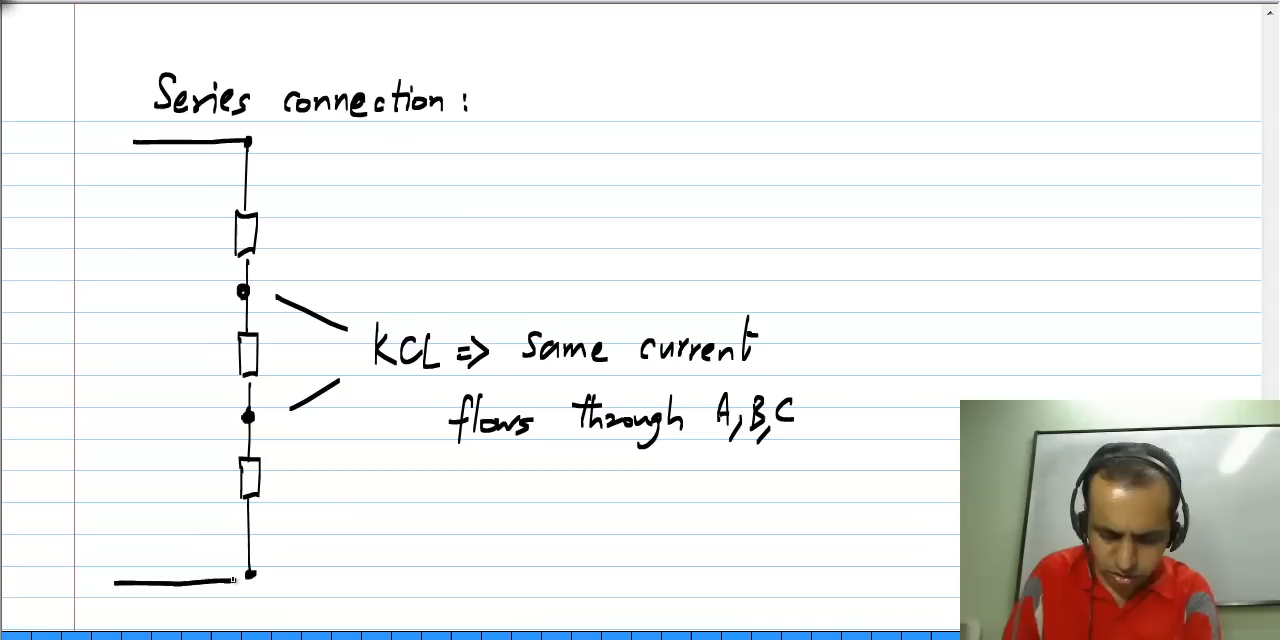 Series connection :
KCL => same current
flows through A, B, C